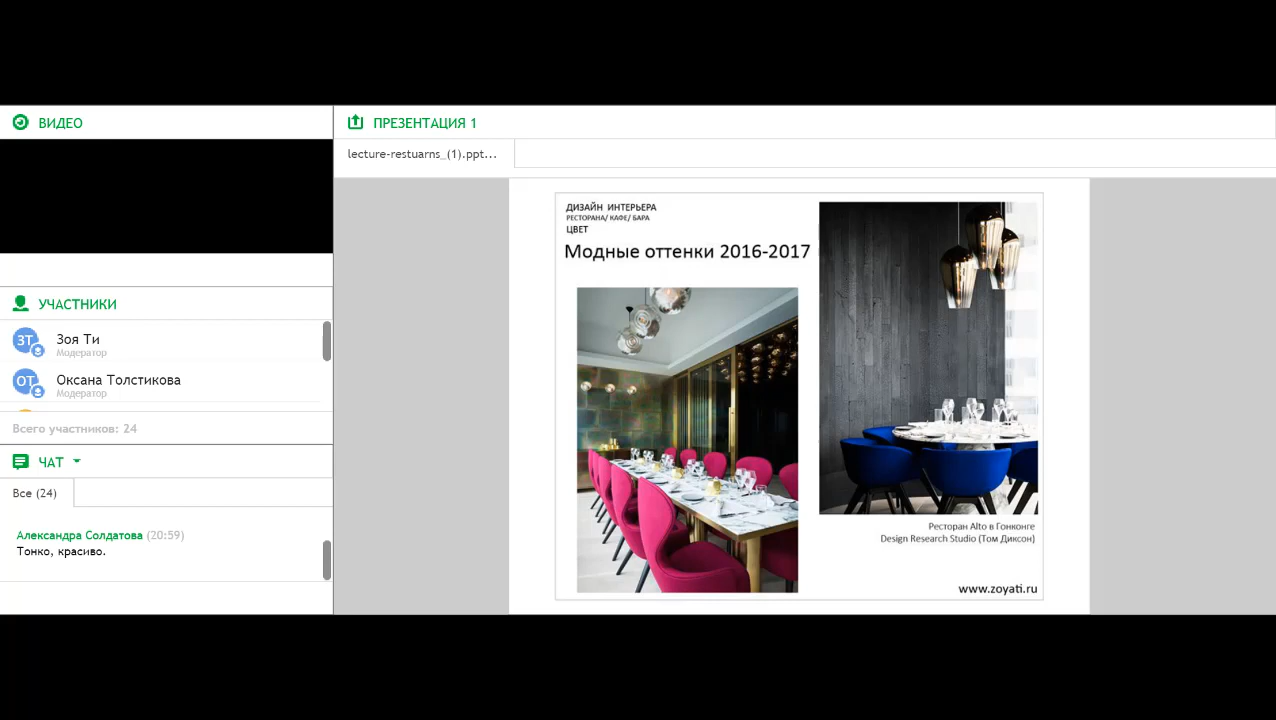 ВИДЕО
УЧАСТНИКИ
ЗТ
Зоя Ти
Модератор
ОТ
Оксана Толстикова
Модератор
Всего участников: 24
ЧАТ
Все (24)
Александра Солдатова (20:59)
Тонко, красиво.
ПРЕЗЕНТАЦИЯ 1
lecture-restuarns_(1).ppt...
ДИЗАЙН ИНТЕРЬЕРА
РЕСТОРАНА/ КАФЕ/ БАРА
ЦВЕТ
Модные оттенки 2016-2017
Ресторан Alto в Гонконге
Design Research Studio (Том Диксон)
www.zoyati.ru